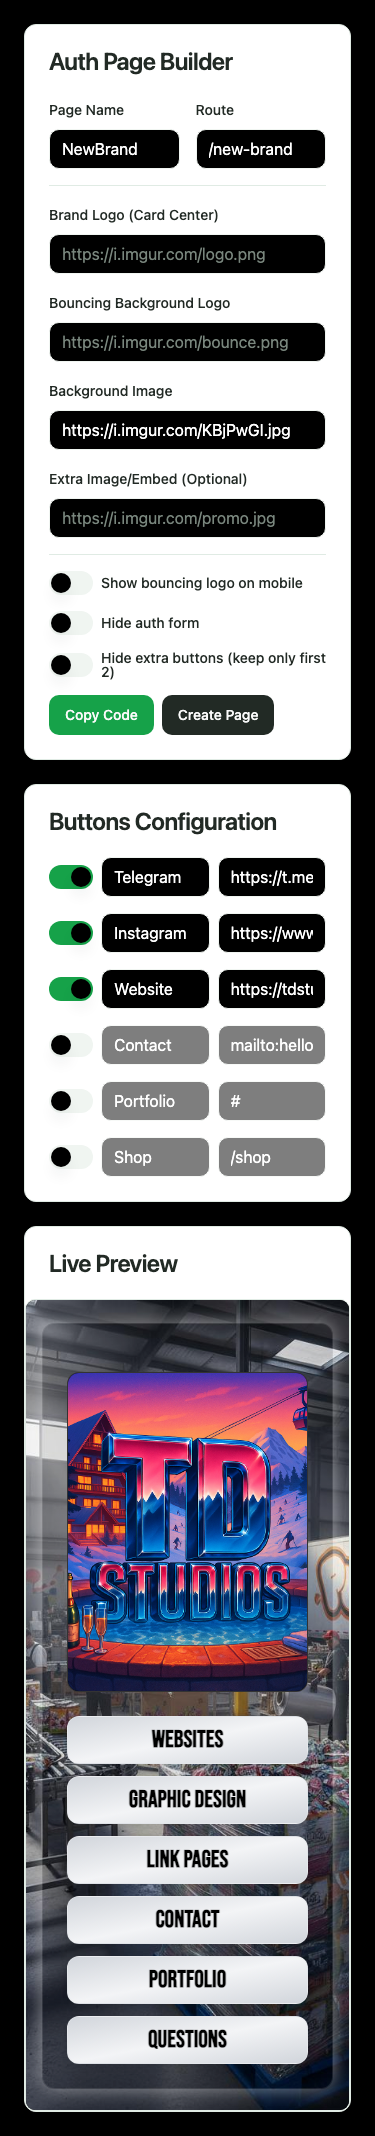 Auth Page Builder
Page Name
Route
NewBrand
/new-brand
Brand Logo (Card Center)
https://i.imgur.com/logo.png
Bouncing Background Logo
https://i.imgur.com/bounce.png
Background Image
https://i.imgur.com/KBjPwGI.jpg
Extra Image/Embed (Optional)
https://i.imgur.com/promo.jpg
Show bouncing logo on mobile
Hide auth form
Hide extra buttons (keep only first
2)
Copy Code
Create Page
Buttons Configuration
Telegram
https://t.me
Instagram
https://www
Website
https://tdstu
Contact
mailto:hello
Portfolio
#
Shop
/shop
Live Preview
TD
STUDIOS
WEBSITES
GRAPHIC DESIGN
LINK PAGES
CONTACT
PORTFOLIO
QUESTIONS